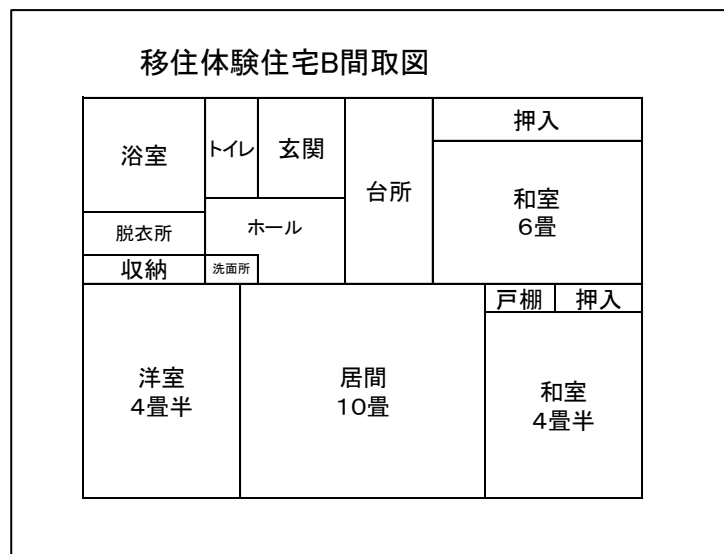 移住体験住宅B間取図
押入
浴室
トイレ
玄関
台所
和室
6畳
脱衣所
ホール
収納
洗面所
戸棚
押入
洋室
4畳半
居間
10畳
和室
4畳半